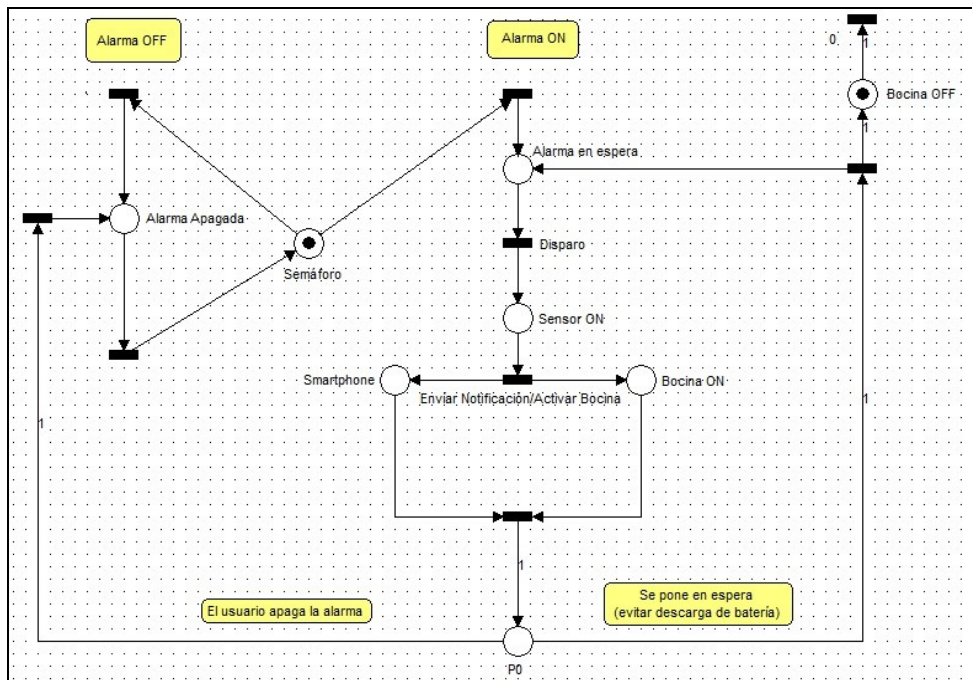 Alarma OFF
Alarma ON
0
1
Bocina OFF
1
Alarma en espera
Alarma Apagada
Semáforo
Disparo
Sensor ON
Smartphone
Bocina ON
Enviar Notificación/Activar Bocina
1
1
1
El usuario apaga la alarma
Se pone en espera
(evitar descarga de batería)
P0